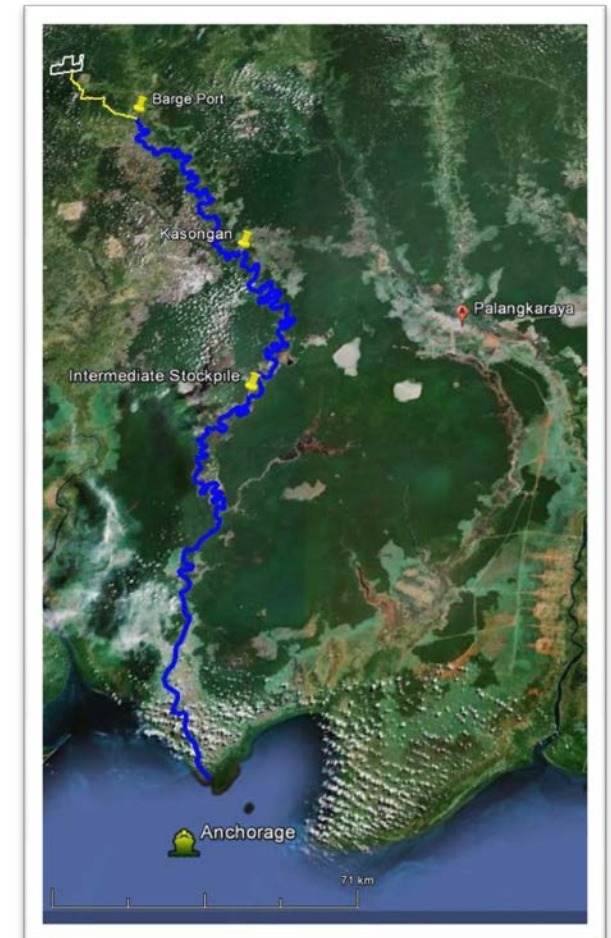 Barge Port
Kasongan
Palangkaraya
Intermediate Stockpile
Anchorage
71 km